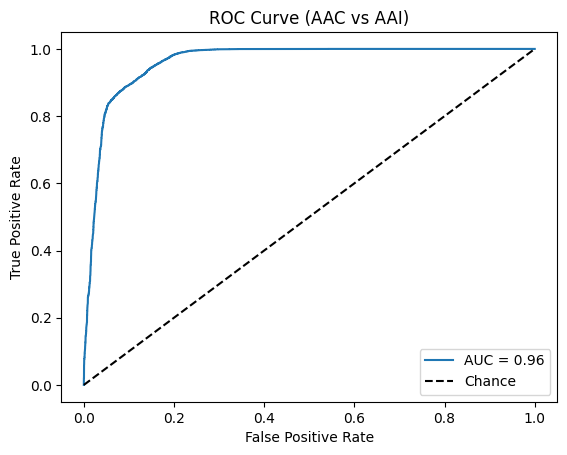 ROC Curve (AAC vs AAI)
True Positive Rate
1.0
0.8
0.6
0.4
0.2
0.0
0.0 0.2 0.4 0.6 0.8 1.0
False Positive Rate
AUC = 0.96
Chance